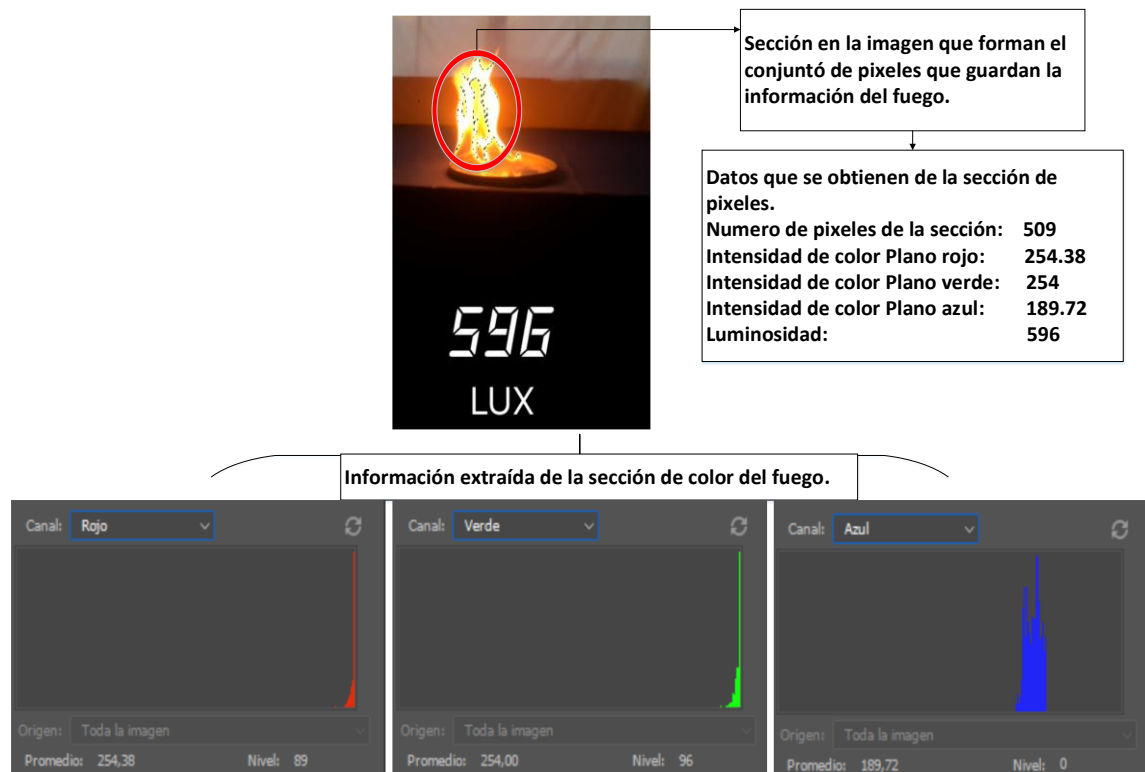 Sección en la imagen que forman el
conjuntó de pixeles que guardan la
información del fuego.
Datos que se obtienen de la sección de
pixeles.
Numero de pixeles de la sección: 509
Intensidad de color Plano rojo: 254.38
Intensidad de color Plano verde: 254
Intensidad de color Plano azul: 189.72
Luminosidad: 596
596
LUX
Información extraída de la sección de color del fuego.
Canal: Rojo
Origen: Toda la imagen
Promedio: 254,38 Nivel: 89
Canal: Verde
Origen: Toda la imagen
Promedio: 254,00 Nivel: 96
Canal: Azul
Origen: Toda la imagen
Promedio: 189,72 Nivel: 0